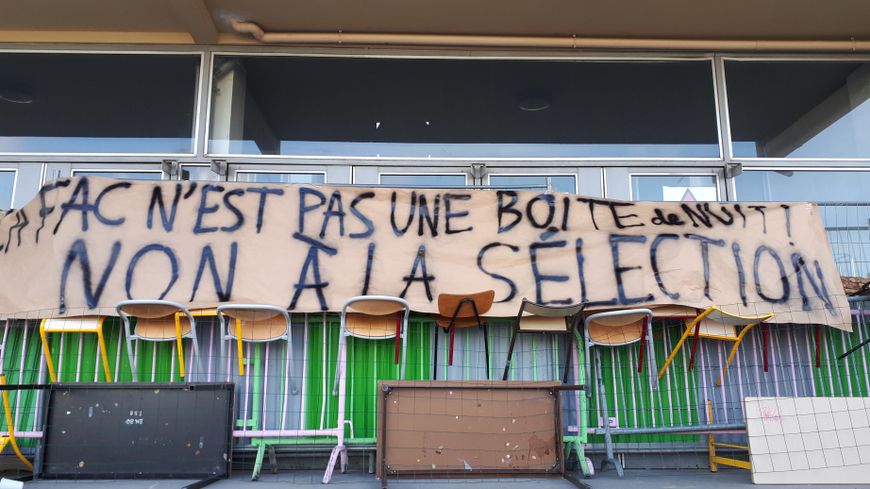 FAC N'EST PAS UNE BOITE de NUIT!
NON À LA SÉLECTION